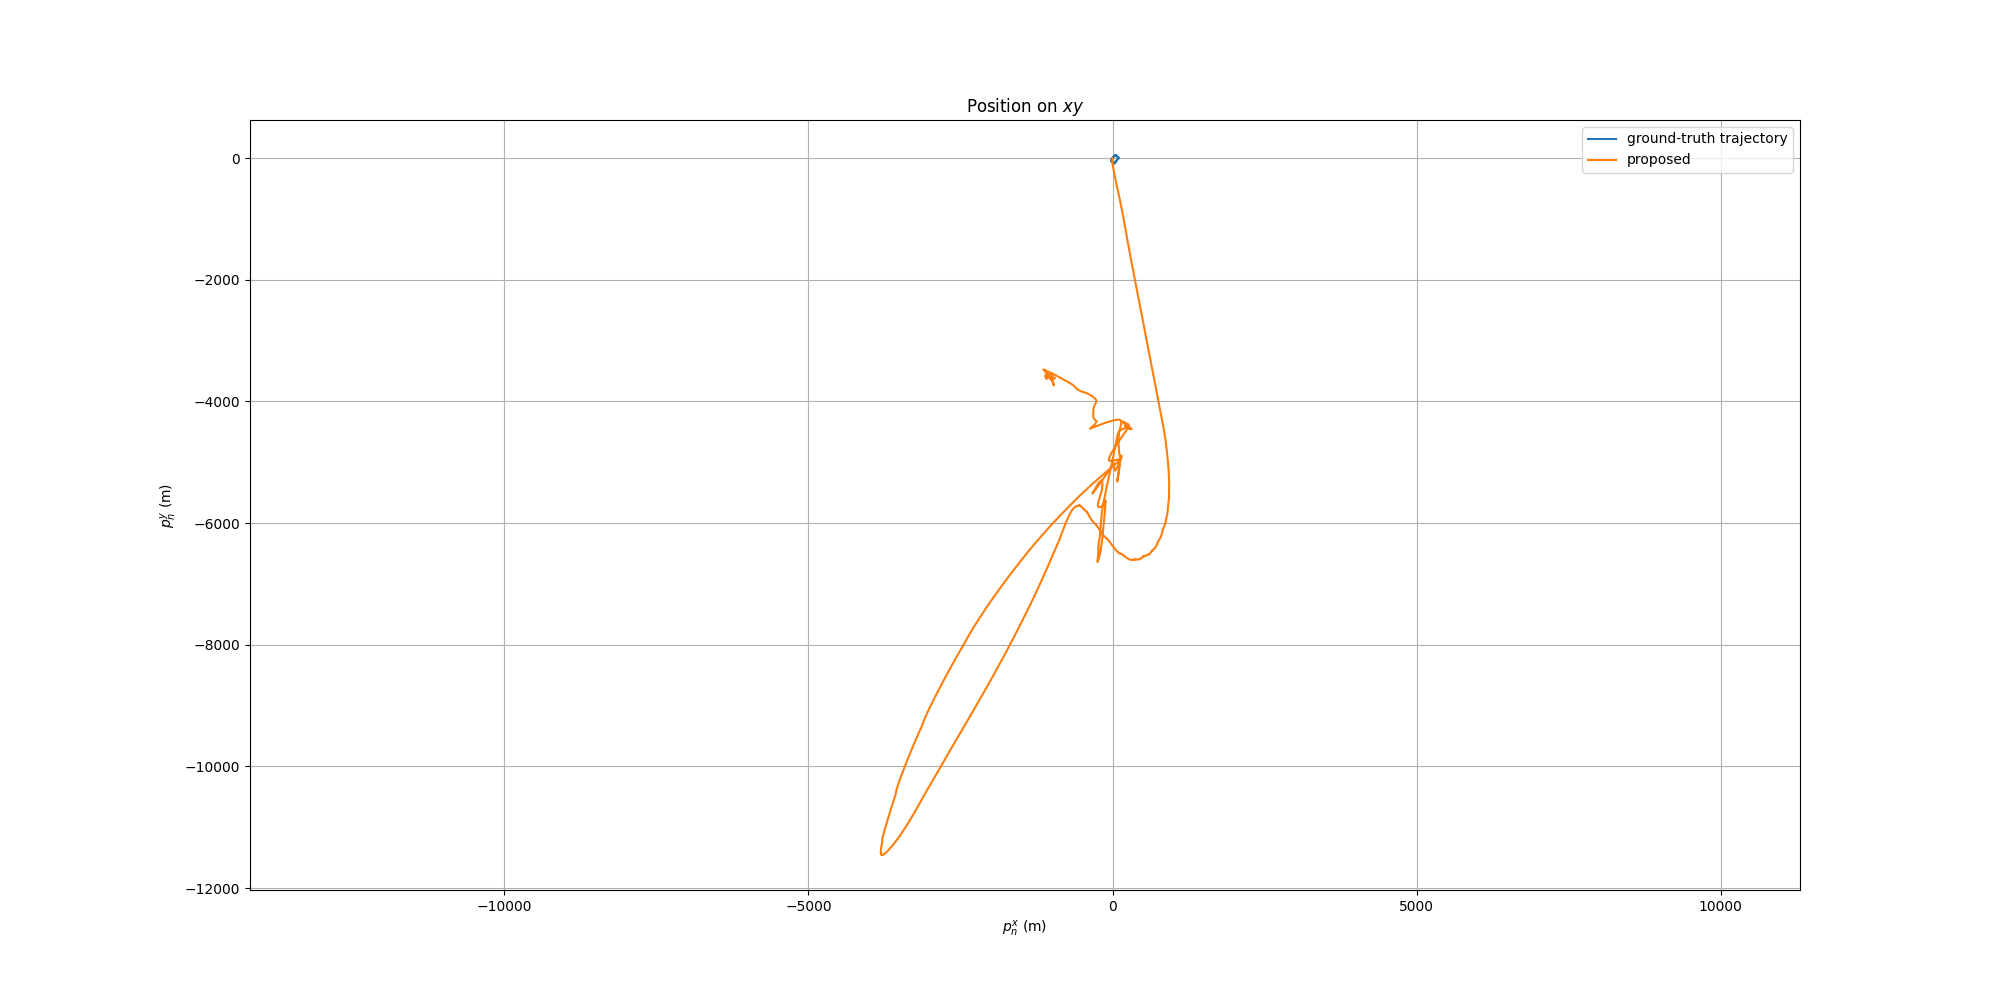 Position on xy
ground-truth trajectory
proposed
0
−2000
−4000
−6000
−8000
−10000
−12000
p_n^y (m)
−10000
−5000
0
5000
10000
p_n^x (m)